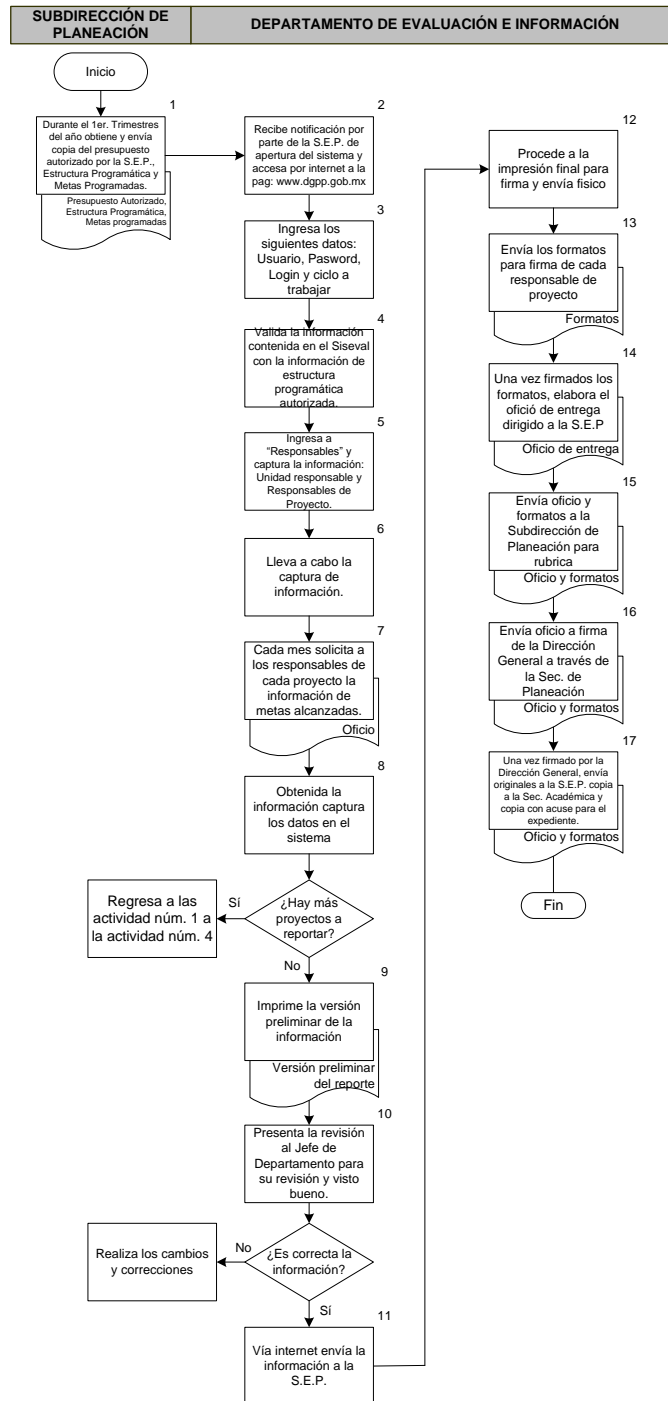 SUBDIRECCIÓN DE
PLANEACIÓN
DEPARTAMENTO DE EVALUACIÓN E INFORMACIÓN
Inicio
1
Durante el 1er. Trimestres
del año obtiene y envía
copia del presupuesto
autorizado por la S.E.P.,
Estructura Programática y
Metas Programadas.
Presupuesto Autorizado,
Estructura Programática,
Metas programadas
2
Recibe notificación por
parte de la S.E.P. de
apertura del sistema y
accesa por internet a la
pag: www.dgpp.gob.mx
3
Ingresa los
siguientes datos:
Usuario, Pasword,
Login y ciclo a
trabajar
4
Valida la información
contenida en el Siseval
con la información de
estructura
programática
autorizada.
5
Ingresa a
“Responsables” y
captura la información:
Unidad responsable y
Responsables de
Proyecto.
6
Lleva a cabo la
captura de
información.
7
Cada mes solicita a
los responsables de
cada proyecto la
información de
metas alcanzadas.
Oficio
8
Obtenida la
información captura
los datos en el
sistema
¿Hay más
proyectos a
reportar?
Sí
Regresa a las
actividad núm. 1 a
la actividad núm. 4
No
9
Imprime la versión
preliminar de la
información
Versión preliminar
del reporte
10
Presenta la revisión
al Jefe de
Departamento para
su revisión y visto
bueno.
¿Es correcta la
información?
No
Realiza los cambios
y correcciones
Sí
11
Vía internet envía la
información a la
S.E.P.
12
Procede a la
impresión final para
firma y envía fisico
13
Envía los formatos
para firma de cada
responsable de
proyecto
Formatos
14
Una vez firmados los
formatos, elabora el
ofició de entrega
dirigido a la S.E.P
Oficio de entrega
15
Envía oficio y
formatos a la
Subdirección de
Planeación para
rubrica
Oficio y formatos
16
Envía oficio a firma
de la Dirección
General a través de
la Sec. de
Planeación
Oficio y formatos
17
Una vez firmado por la
Dirección General, envía
originales a la S.E.P. copia
a la Sec. Académica y
copia con acuse para el
expediente.
Oficio y formatos
Fin